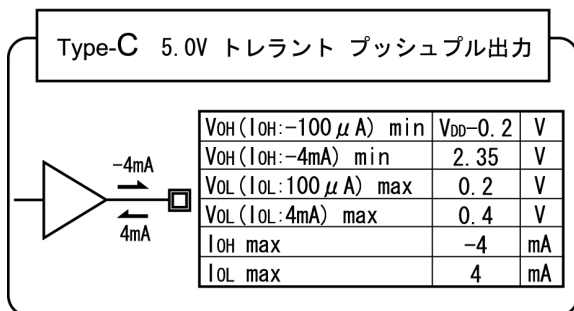 Type-C 5.0V トレラント プッシュプル出力
-4mA
4mA
VOH(IOH:-100μA) min VDD-0.2 V
VOH(IOH:-4mA) min 2.35 V
VOL(IOL:100μA) max 0.2 V
VOL(IOL:4mA) max 0.4 V
IOH max -4 mA
IOL max 4 mA